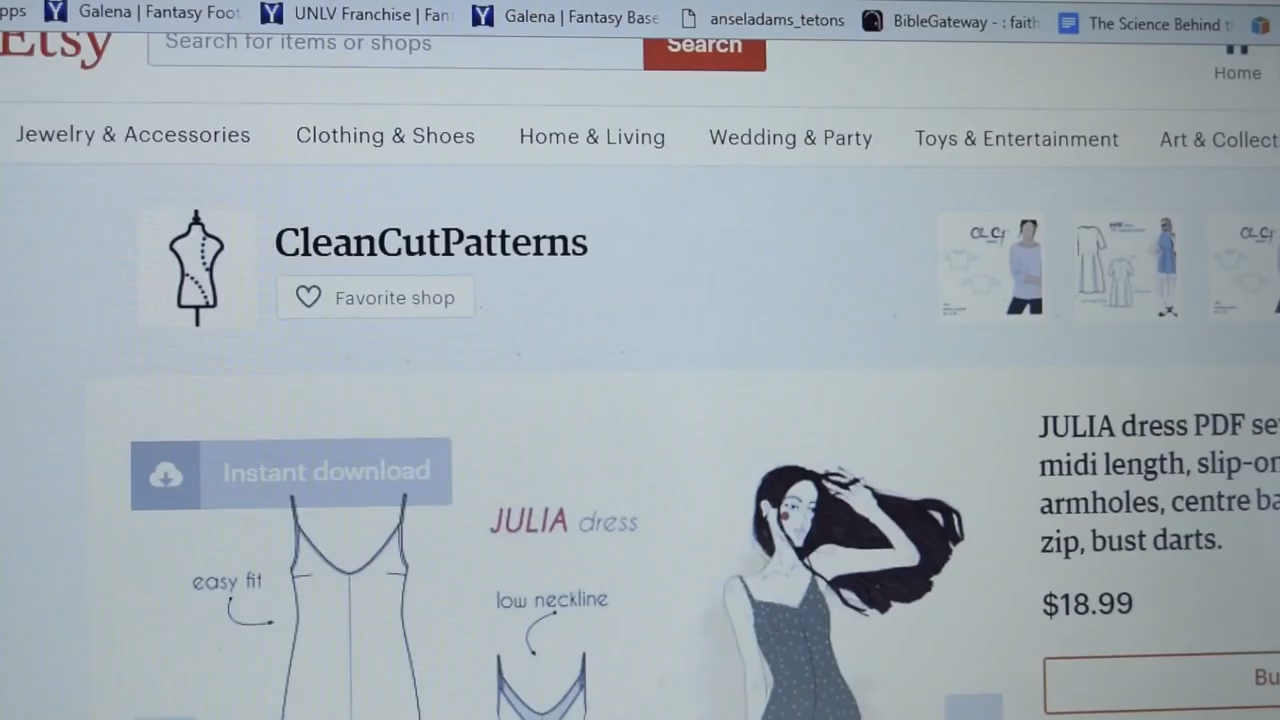 pps Galena | Fantasy Foot UNLV Franchise | Fan Galena | Fantasy Base anseladams_tetons BibleGateway - : faith The Science Behind t
Etsy Search for items or shops Search
Home
Jewelry & Accessories Clothing & Shoes Home & Living Wedding & Party Toys & Entertainment Art & Collect
CleanCutPatterns
Favorite shop
Instant download
JULIA dress
easy fit
low neckline
JULIA dress PDF se
midi length, slip-on
armholes, centre ba
zip, bust darts.
$18.99
Bu